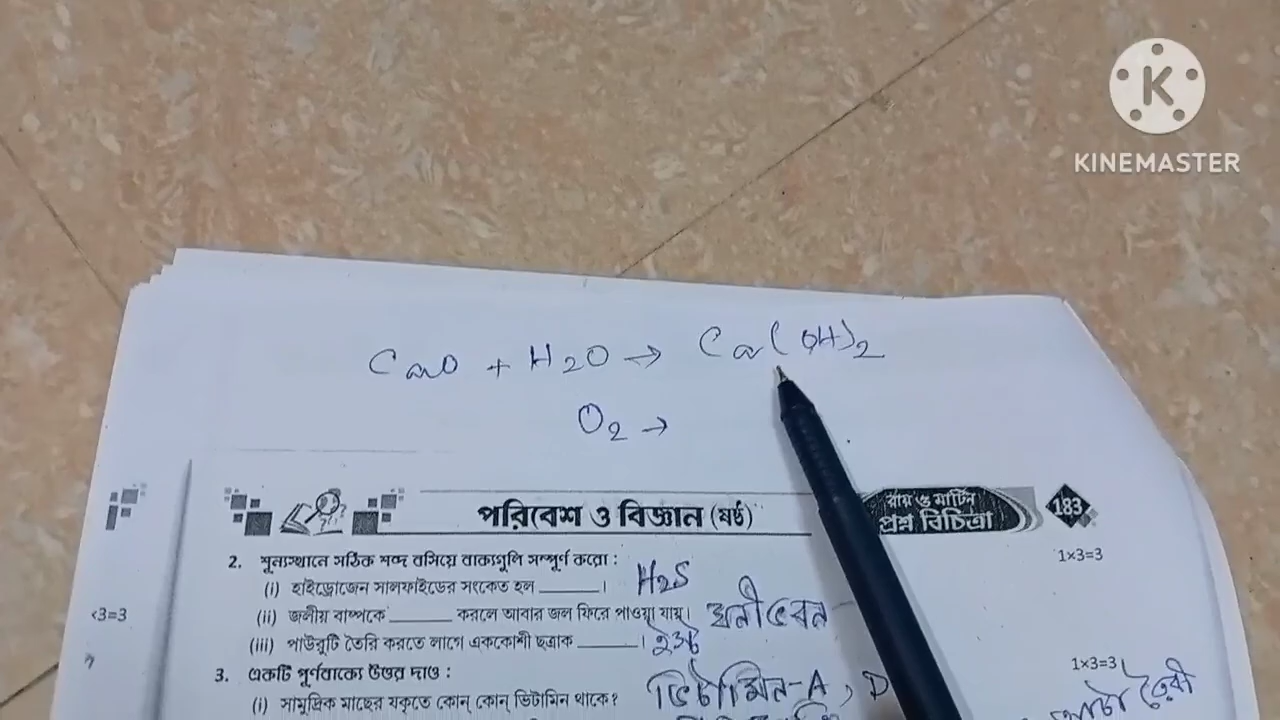 KINEMASTER
CaO + H2O → Ca(OH)2
O2 →
পরিবেশ ও বিজ্ঞান (ষষ্ঠ)
রায় ও মার্টিন
প্রশ্ন বিচিত্রা
183
2. শূন্যস্থানে সঠিক শব্দ বসিয়ে বাক্যগুলি সম্পূর্ণ করো : 1×3=3
(i) হাইড্রোজেন সালফাইডের সংকেত হল ______। H2S
(ii) জলীয় বাষ্পকে ______ করলে আবার জল ফিরে পাওয়া যায়। ঘনীভবন
(iii) পাউরুটি তৈরি করতে লাগে এককোশী ছত্রাক ______। ইস্ট
3. একটি পূর্ণবাক্যে উত্তর দাও : 1×3=3
(i) সামুদ্রিক মাছের যকৃতে কোন্ কোন্ ভিটামিন থাকে? ভিটামিন-A, D
×3=3